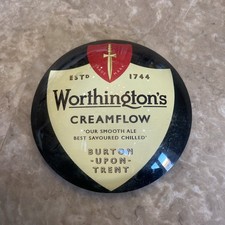 ESTD 1744
Worthington's
CREAMFLOW
"OUR SMOOTH ALE
BEST SAVOURED CHILLED"
BURTON
-UPON-
TRENT